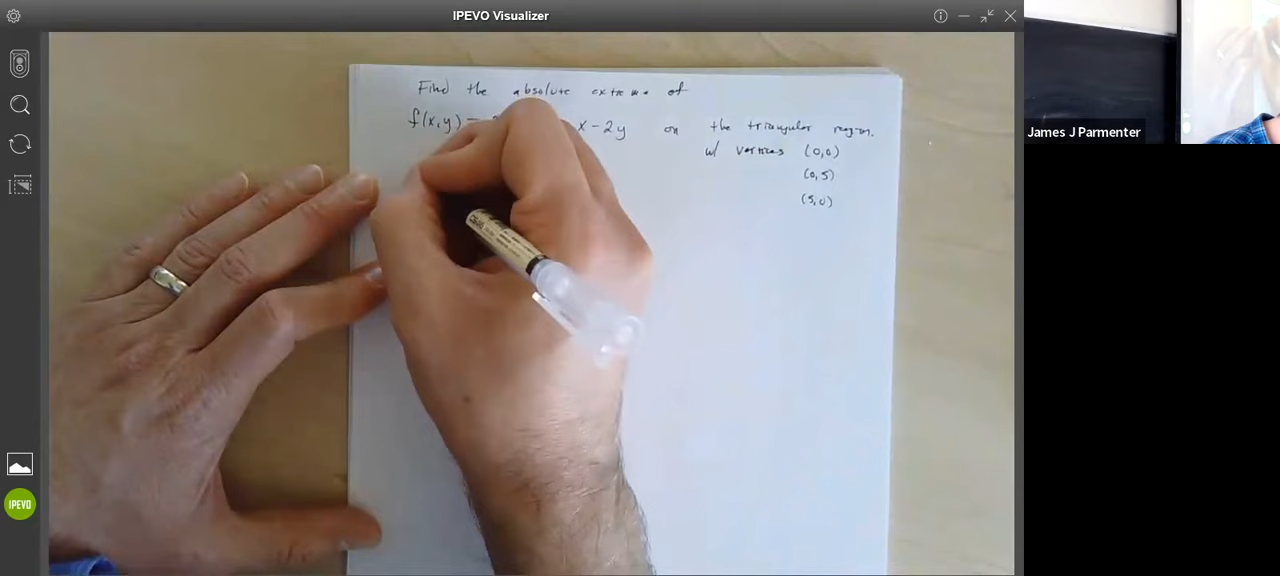 IPEVO Visualizer
James J Parmenter
Find the absolute extrema of
f(x,y) = x - 2y on the triangular region.
w/ vertices (0,0)
(0,5)
(5,0)
IPEVO